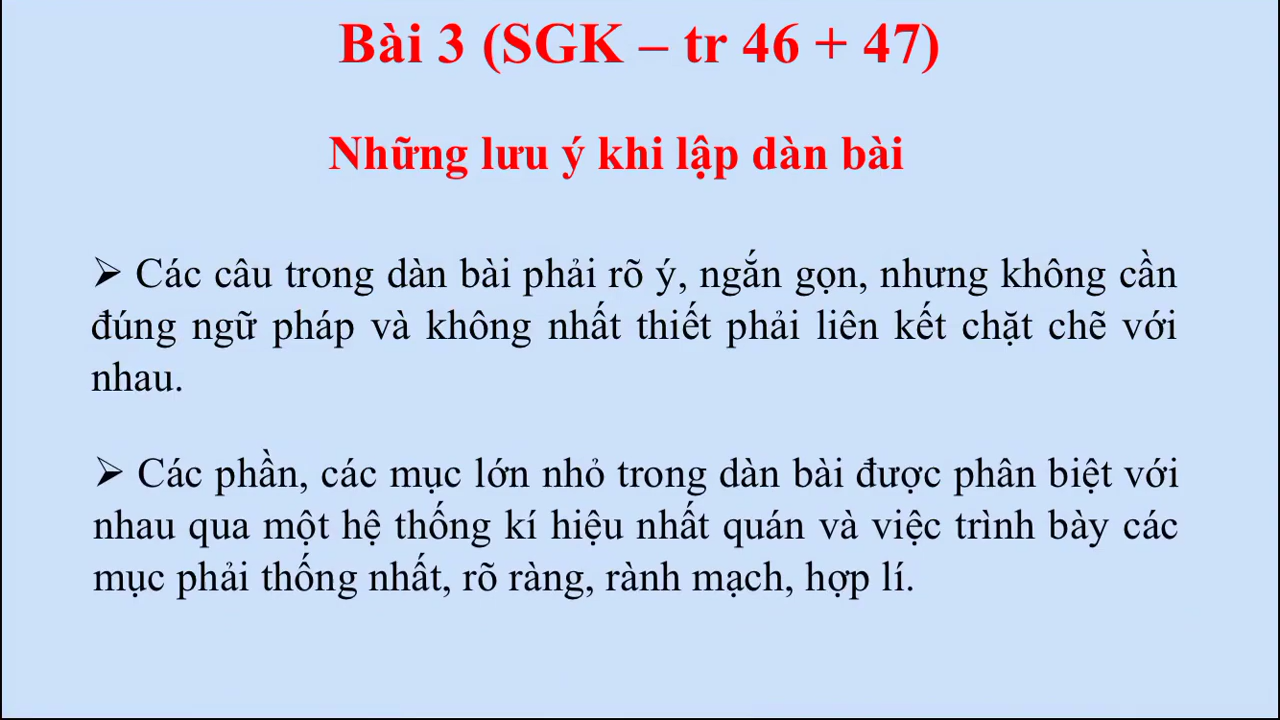 Bài 3 (SGK – tr 46 + 47)
Những lưu ý khi lập dàn bài
➢ Các câu trong dàn bài phải rõ ý, ngắn gọn, nhưng không cần
đúng ngữ pháp và không nhất thiết phải liên kết chặt chẽ với
nhau.
➢ Các phần, các mục lớn nhỏ trong dàn bài được phân biệt với
nhau qua một hệ thống kí hiệu nhất quán và việc trình bày các
mục phải thống nhất, rõ ràng, rành mạch, hợp lí.